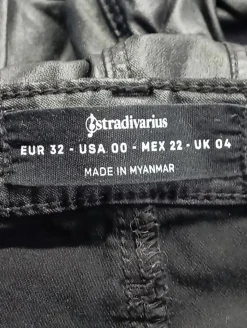 stradivarius
EUR 32 - USA 00 - MEX 22 - UK 04
MADE IN MYANMAR